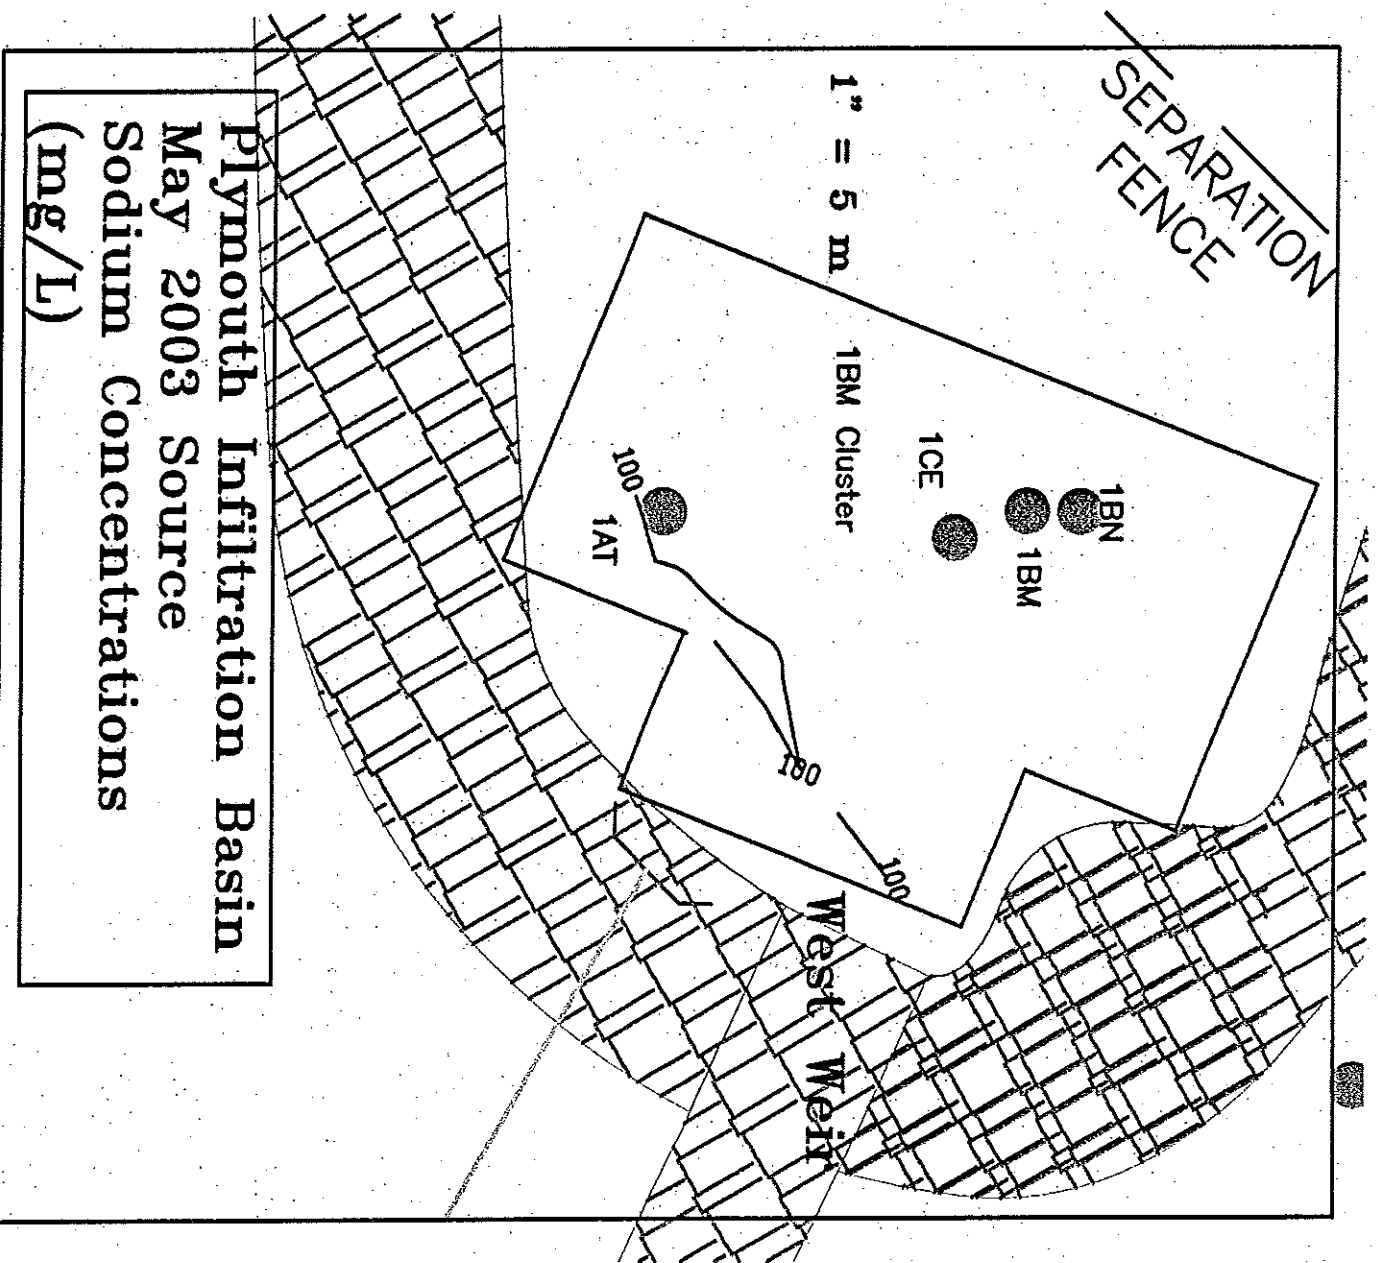 SEPARATION
FENCE
1BN
1BM
1CE
1" = 5 m
1BM Cluster
100
100
West Weir
100
1AT
Plymouth Infiltration Basin
May 2003 Source
Sodium Concentrations
(mg/L)